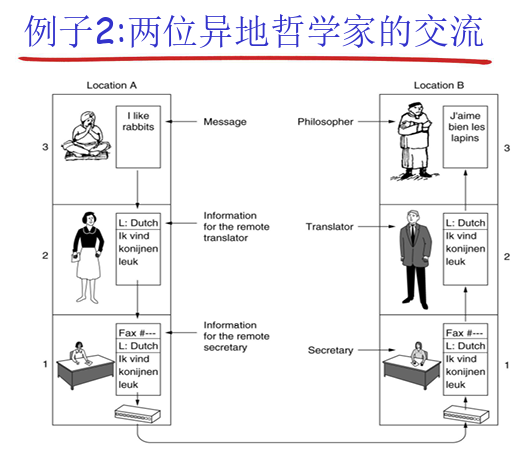 例子2:两位异地哲学家的交流
Location A
Location B
3
I like
rabbits
Message
Philosopher
J'aime
bien les
lapins
3
2
L: Dutch
Ik vind
konijnen
leuk
Information
for the remote
translator
Translator
L: Dutch
Ik vind
konijnen
leuk
2
1
Fax #---
L: Dutch
Ik vind
konijnen
leuk
Information
for the remote
secretary
Secretary
Fax #---
L: Dutch
Ik vind
konijnen
leuk
1